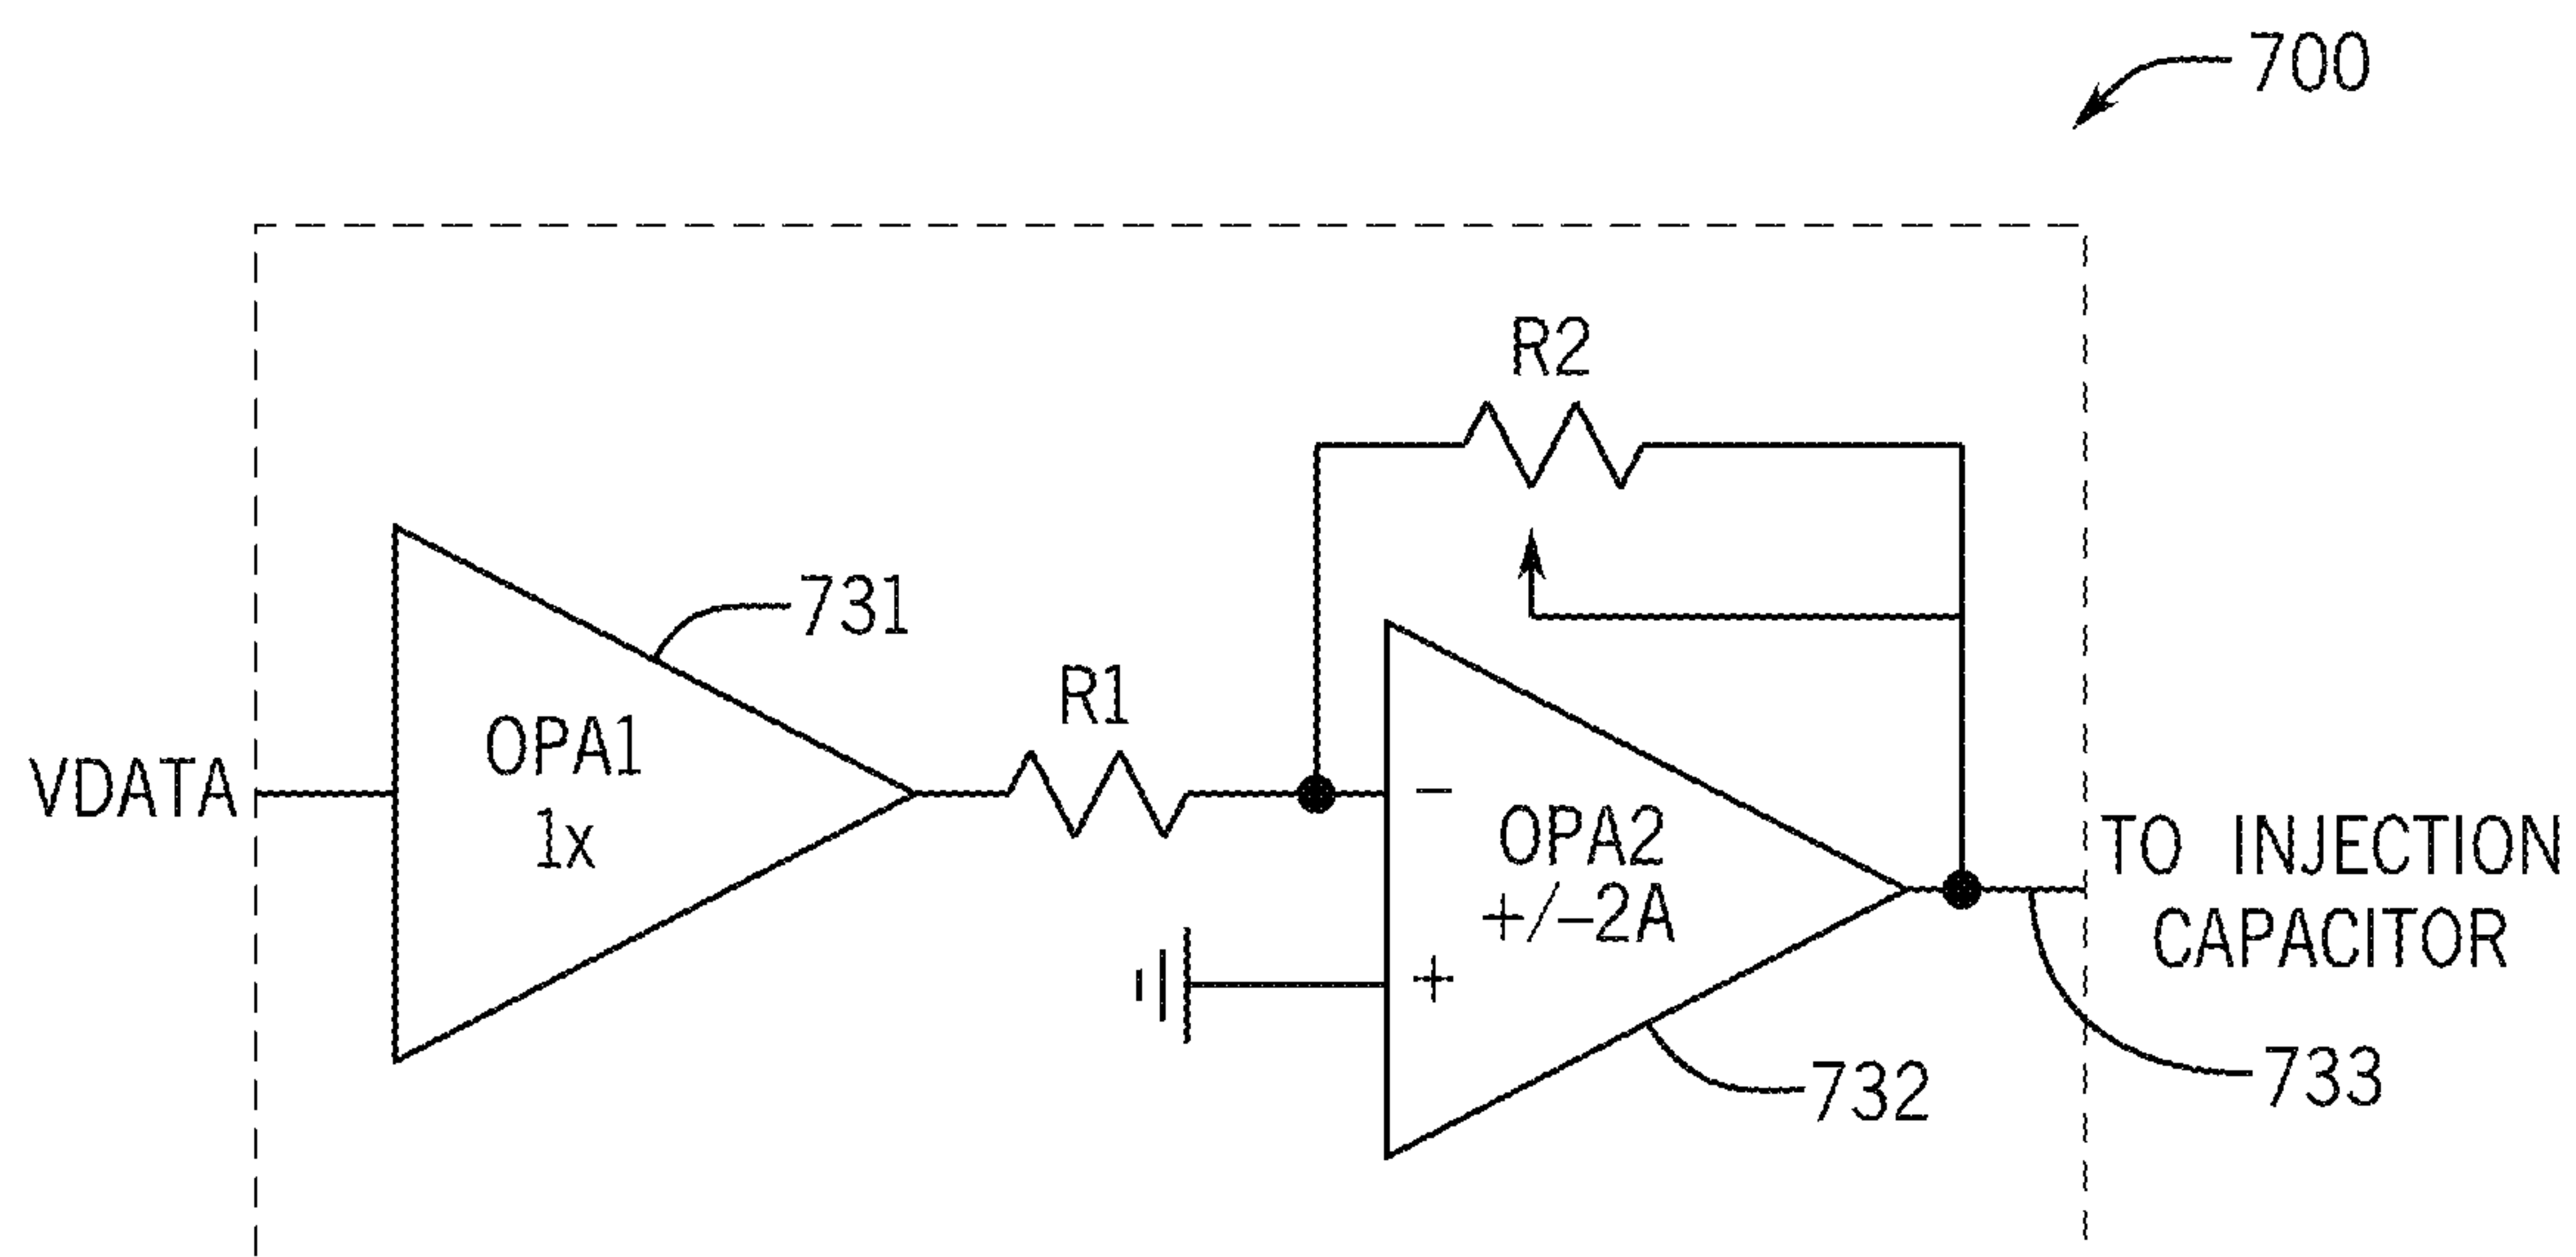 700
R2
731
R1
OPA1
1x
VDATA
−
OPA2
+/−2A
+
TO INJECTION
CAPACITOR
732
733